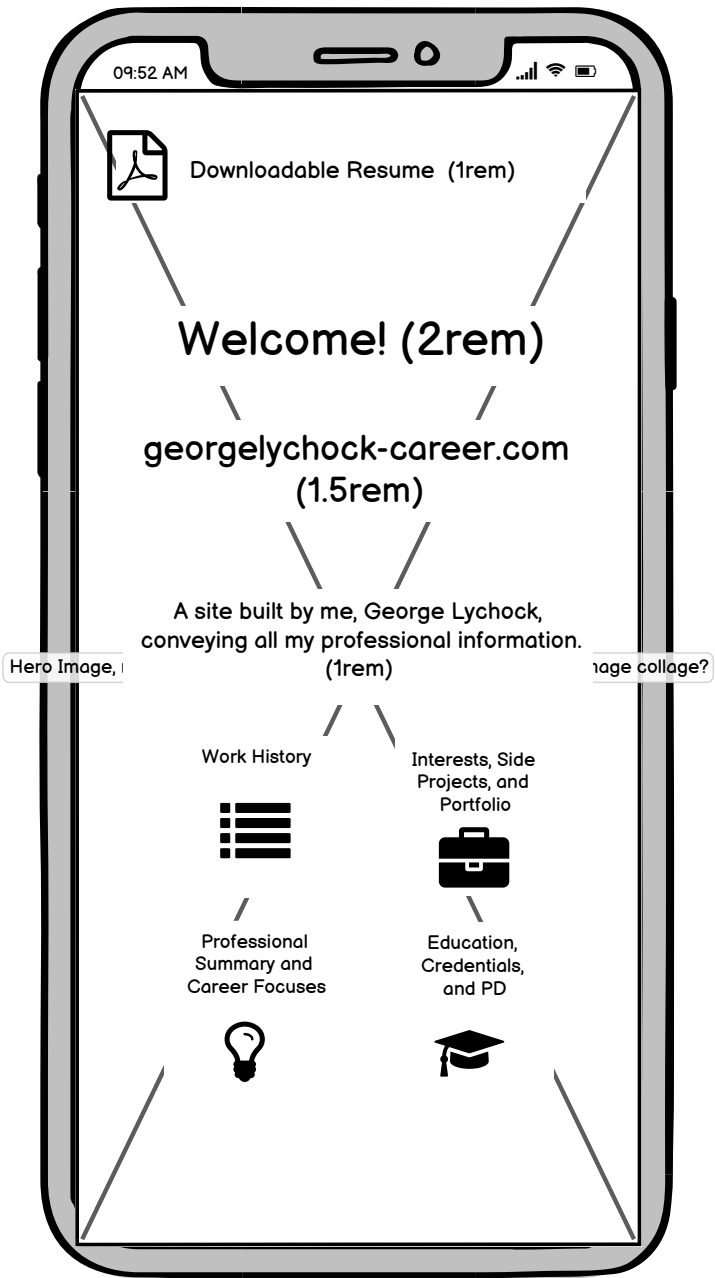 09:52 AM
Downloadable Resume (1rem)
Welcome! (2rem)
georgelychock-career.com
(1.5rem)
A site built by me, George Lychock,
conveying all my professional information.
(1rem)
Hero Image,
collage?
Work History
Interests, Side
Projects, and
Portfolio
Professional
Summary and
Career Focuses
Education,
Credentials,
and PD